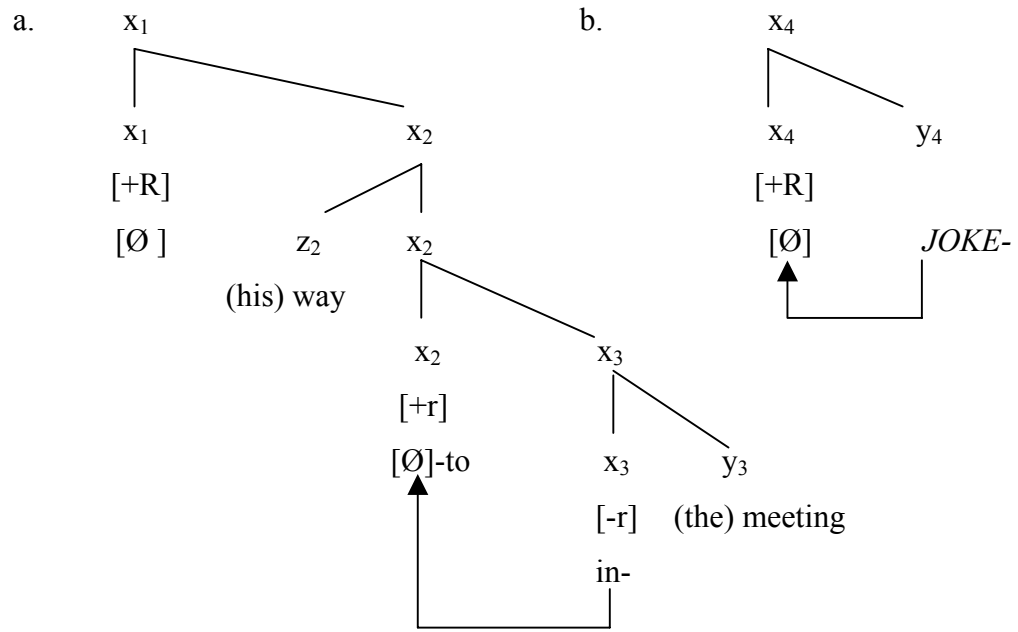 a. x₁ b. x₄
x₁ x₂ x₄ y₄
[+R] [+R]
[Ø ] z₂ x₂ [Ø] JOKE-
(his) way
x₂ x₃
[+r]
[Ø]-to x₃ y₃
[-r] (the) meeting
in-